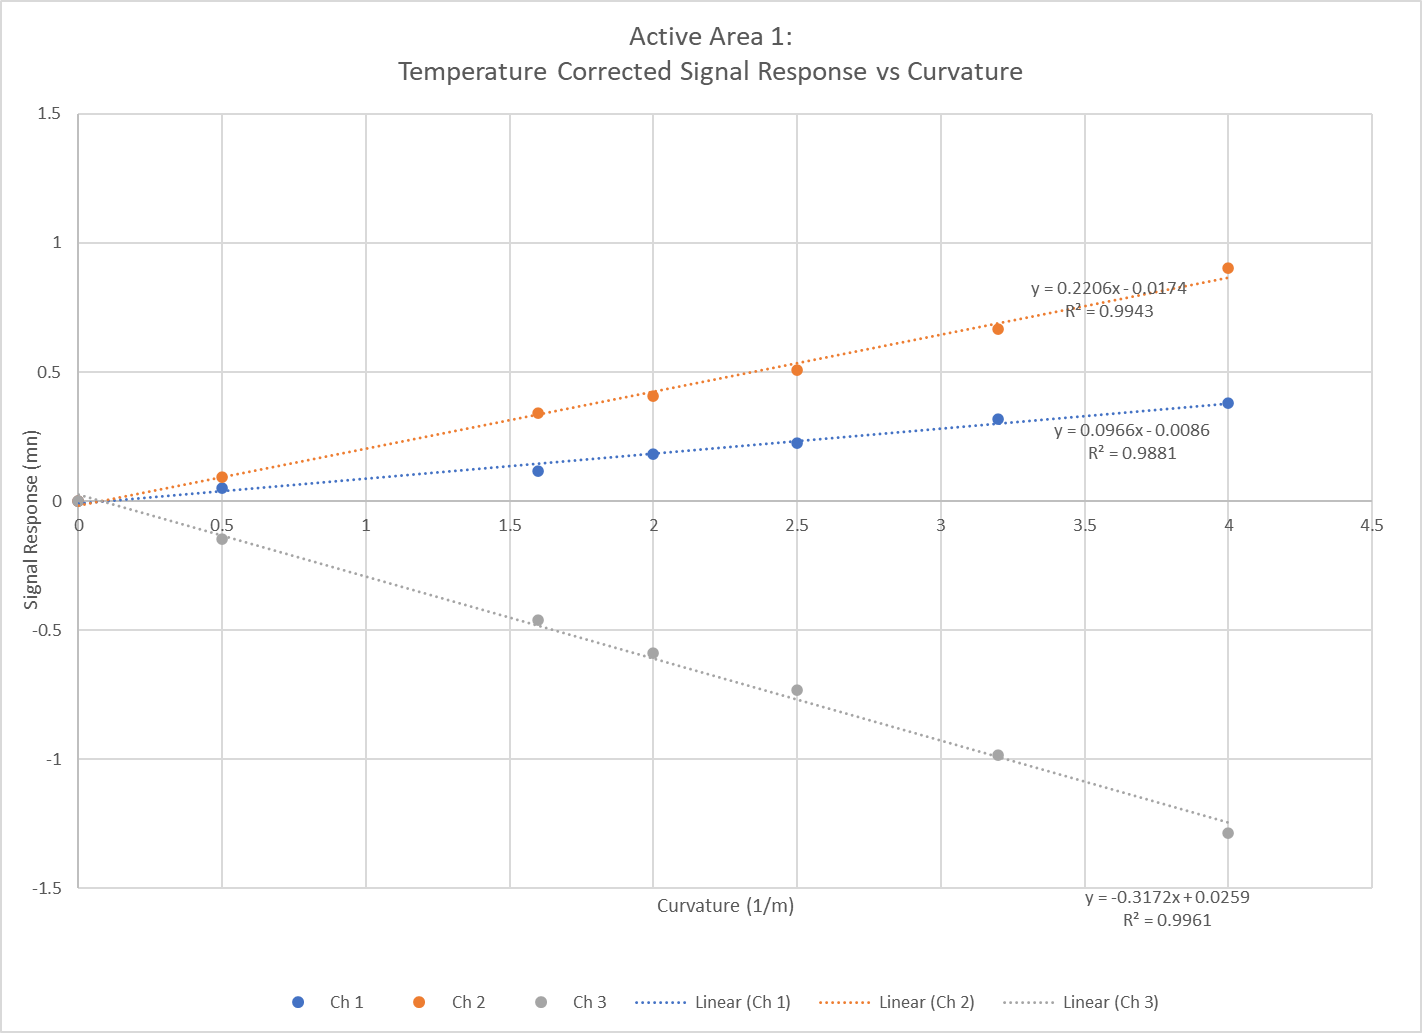 Active Area 1:
Temperature Corrected Signal Response vs Curvature
1.5
1
0.5
0
-0.5
-1
-1.5
Signal Response (mn)
0
0.5
1
1.5
2
2.5
3
3.5
4
4.5
Curvature (1/m)
y = 0.2206x - 0.0174
R² = 0.9943
y = 0.0966x - 0.0086
R² = 0.9881
y = -0.3172x + 0.0259
R² = 0.9961
Ch 1
Ch 2
Ch 3
Linear (Ch 1)
Linear (Ch 2)
Linear (Ch 3)